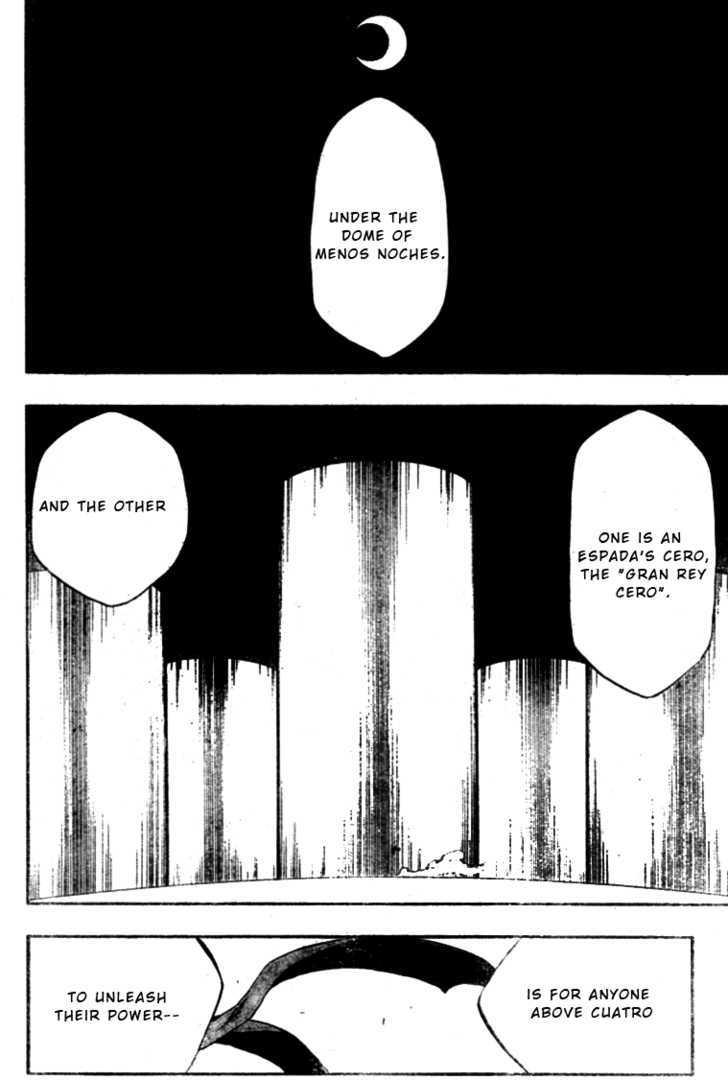 UNDER THE
DOME OF
MENOS NOCHES.
ONE IS AN
ESPADA'S CERO,
THE "GRAN REY
CERO".
AND THE OTHER
IS FOR ANYONE
ABOVE CUATRO
TO UNLEASH
THEIR POWER--